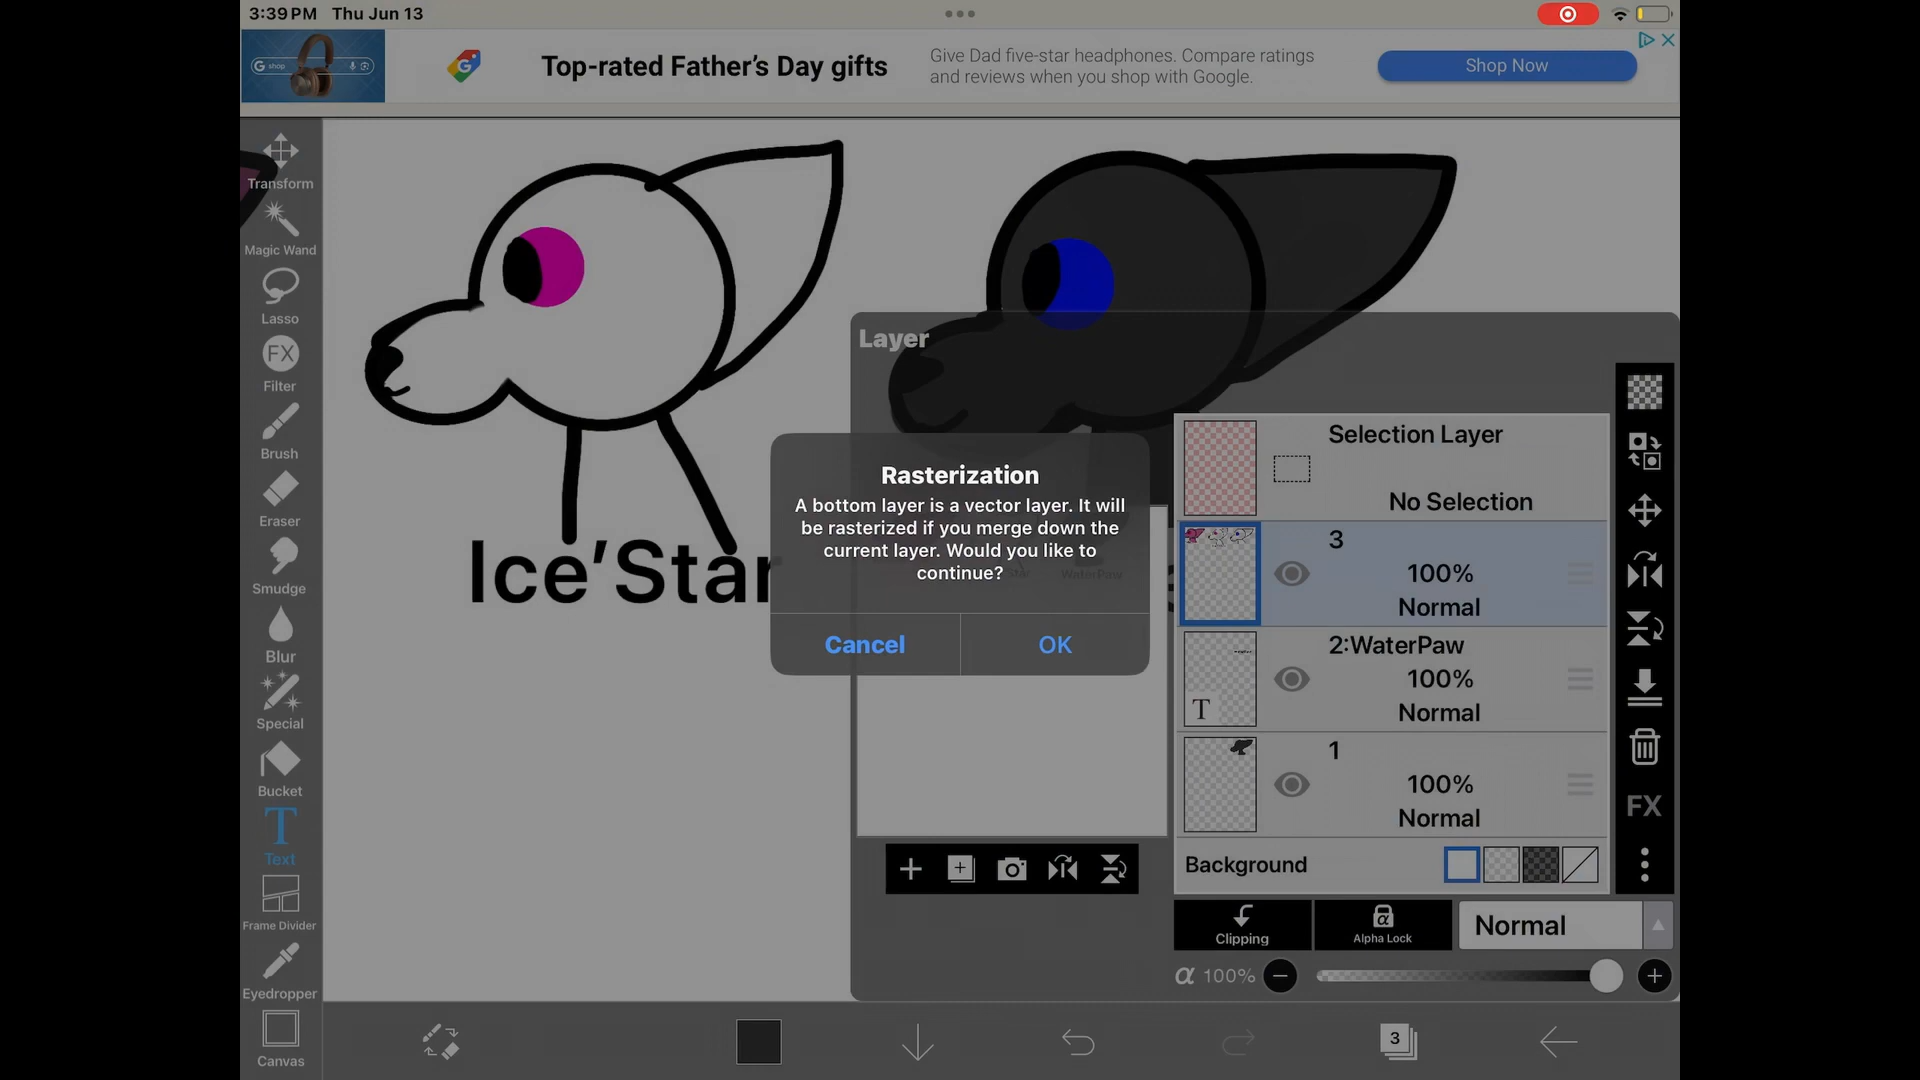 3:39 PM Thu Jun 13
G shop
Top-rated Father's Day gifts
Give Dad five-star headphones. Compare ratings
and reviews when you shop with Google.
Shop Now
Transform
Magic Wand
Lasso
FX
Filter
Brush
Eraser
Smudge
Blur
Special
Bucket
T
Text
Frame Divider
Eyedropper
Canvas
Ice'Star
Layer
Rasterization
A bottom layer is a vector layer. It will
be rasterized if you merge down the
current layer. Would you like to
continue?
Cancel
OK
WaterPaw
Selection Layer
No Selection
3
100%
Normal
2:WaterPaw
100%
Normal
T
1
100%
Normal
Background
FX
Clipping
α
Alpha Lock
Normal
α 100%
3